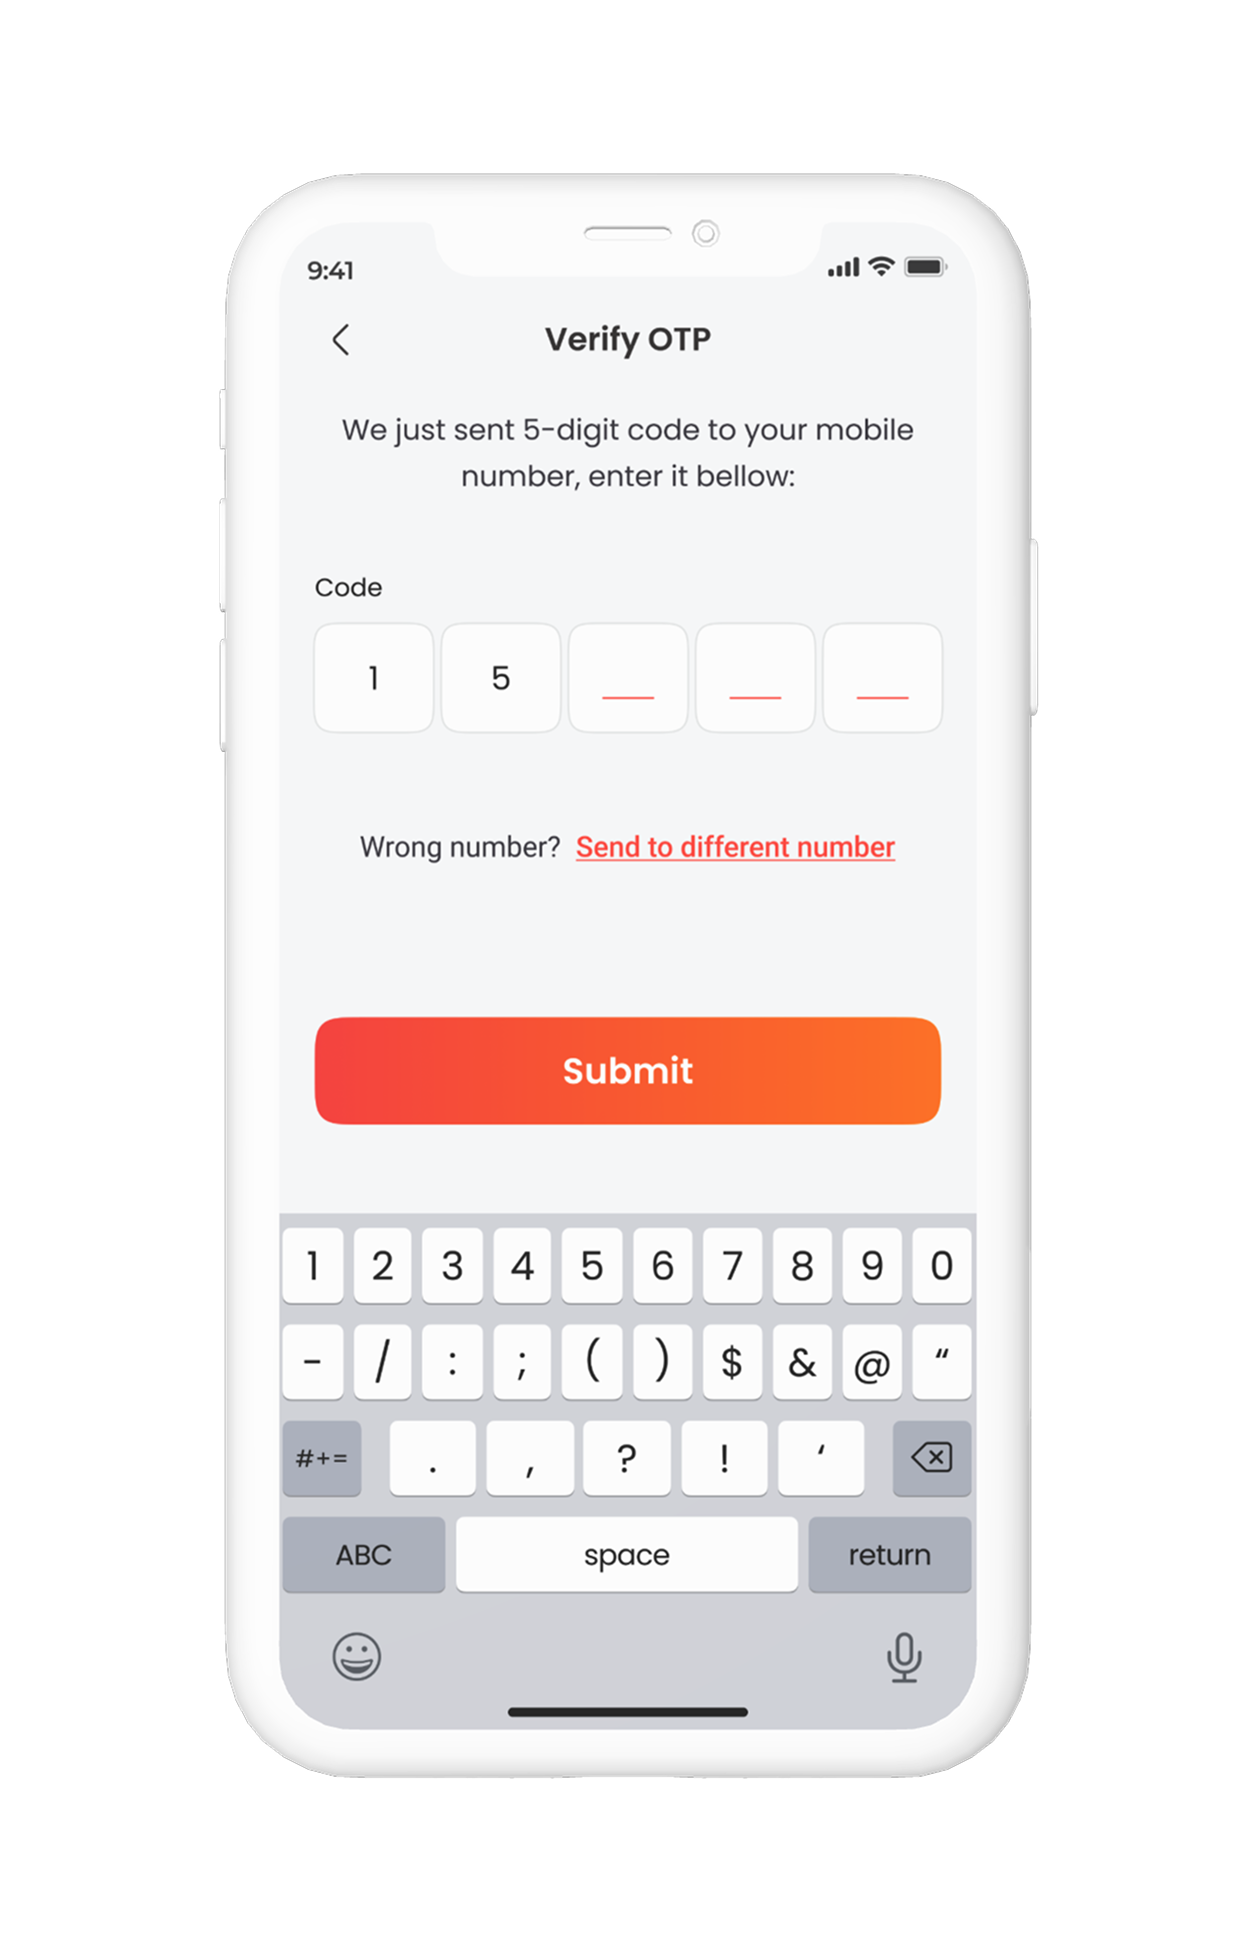 9:41
Verify OTP
We just sent 5-digit code to your mobile
number, enter it bellow:
Code
1 5
Wrong number? Send to different number
Submit
1 2 3 4 5 6 7 8 9 0
- / : ; ( ) $ & @ “
#+= . , ? ! ‘
ABC space return